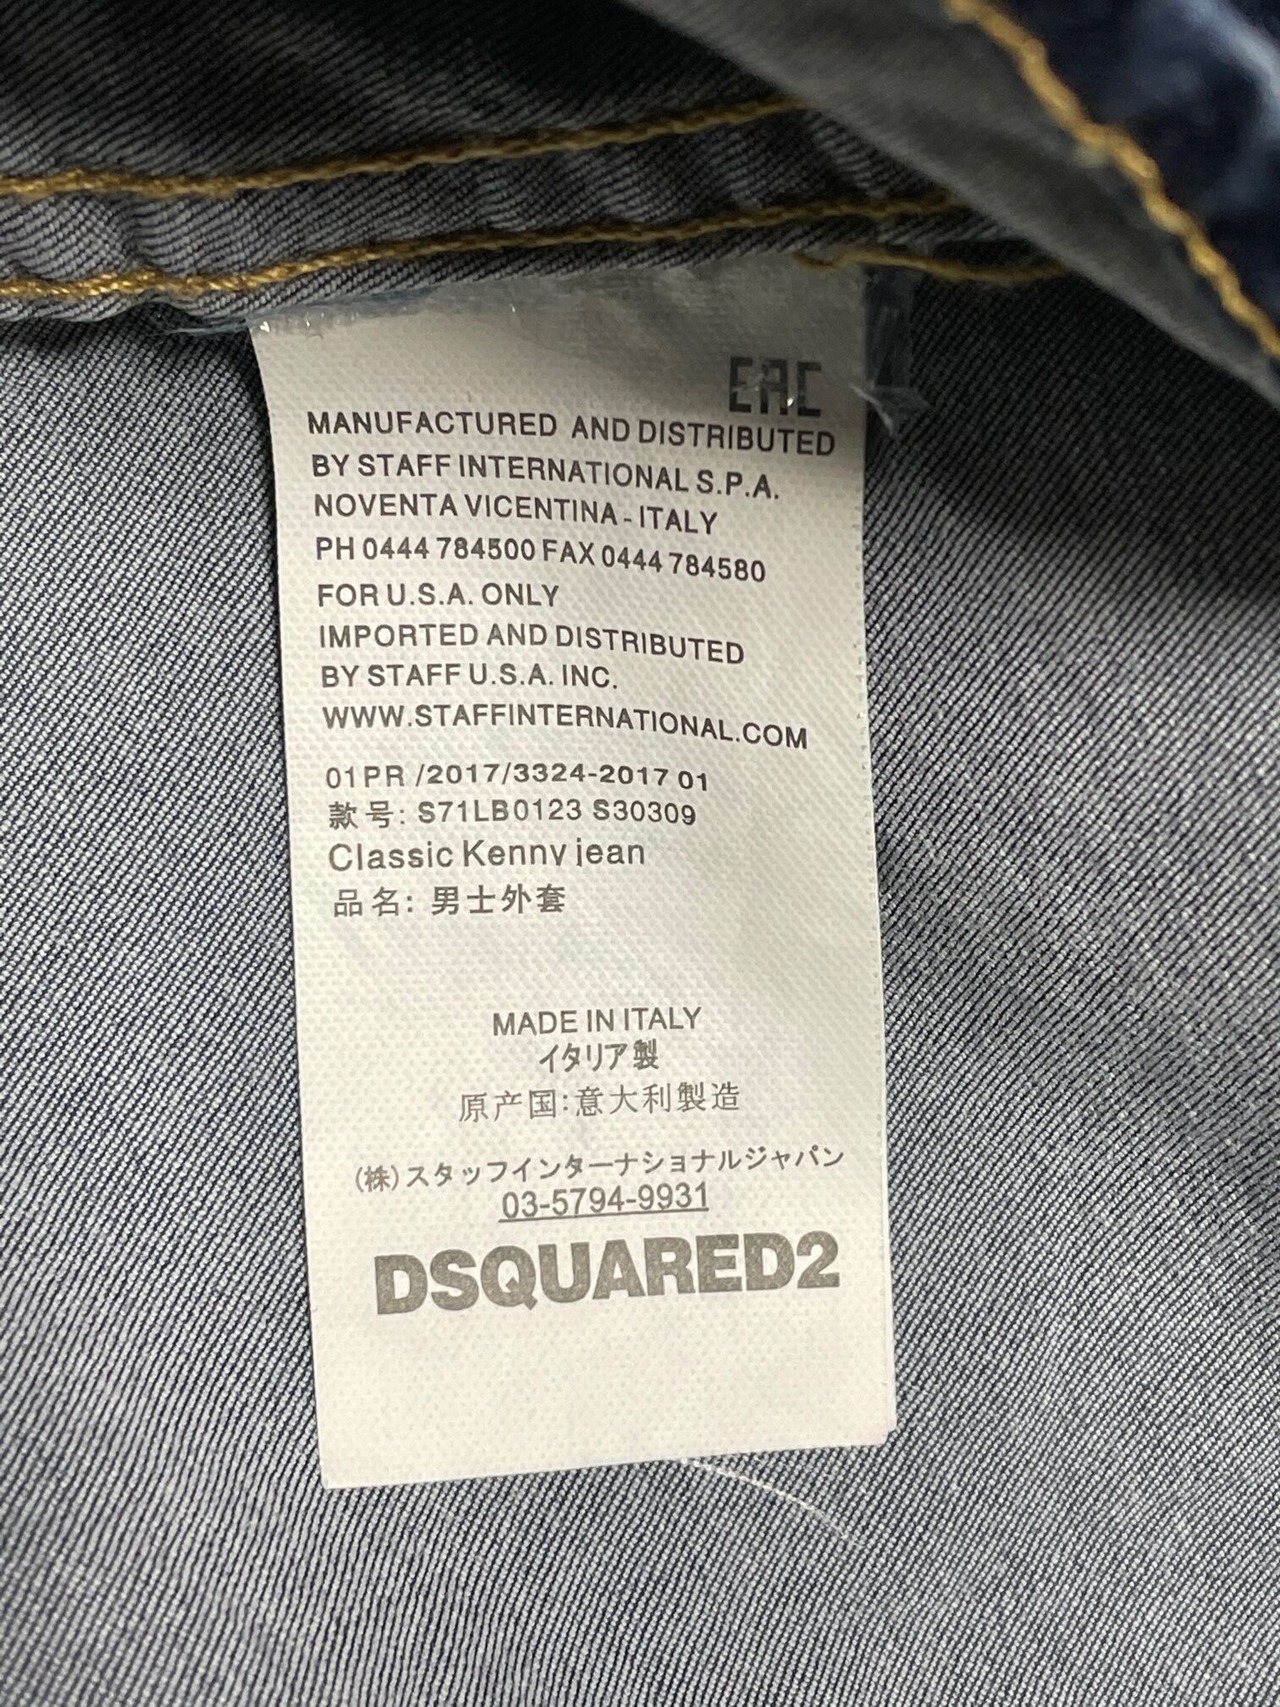 EAC
MANUFACTURED AND DISTRIBUTED
BY STAFF INTERNATIONAL S.P.A.
NOVENTA VICENTINA - ITALY
PH 0444 784500 FAX 0444 784580
FOR U.S.A. ONLY
IMPORTED AND DISTRIBUTED
BY STAFF U.S.A. INC.
WWW.STAFFINTERNATIONAL.COM
01PR /2017/3324-2017 01
款号: S71LB0123 S30309
Classic Kenny jean
品名: 男士外套
MADE IN ITALY
イタリア製
原产国:意大利製造
(株)スタッフインターナショナルジャパン
03-5794-9931
DSQUARED2